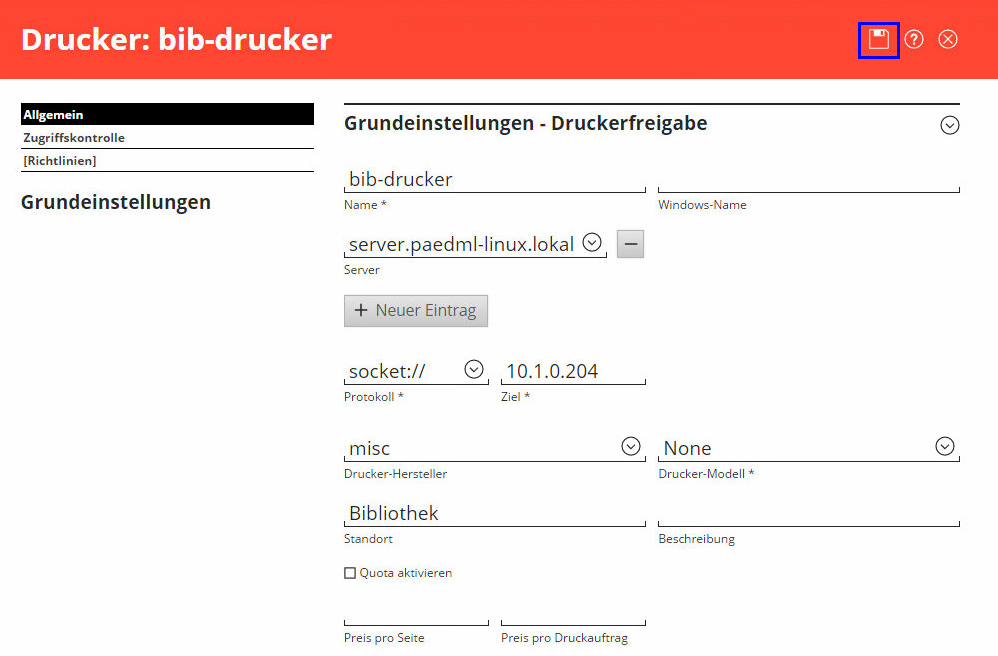 Drucker: bib-drucker
Allgemein
Zugriffskontrolle
[Richtlinien]
Grundeinstellungen
Grundeinstellungen - Druckerfreigabe
bib-drucker
Name *
Windows-Name
server.paedml-linux.lokal
Server
+ Neuer Eintrag
socket://
10.1.0.204
Protokoll *
Ziel *
misc
None
Drucker-Hersteller
Drucker-Modell *
Bibliothek
Standort
Beschreibung
Quota aktivieren
Preis pro Seite
Preis pro Druckauftrag